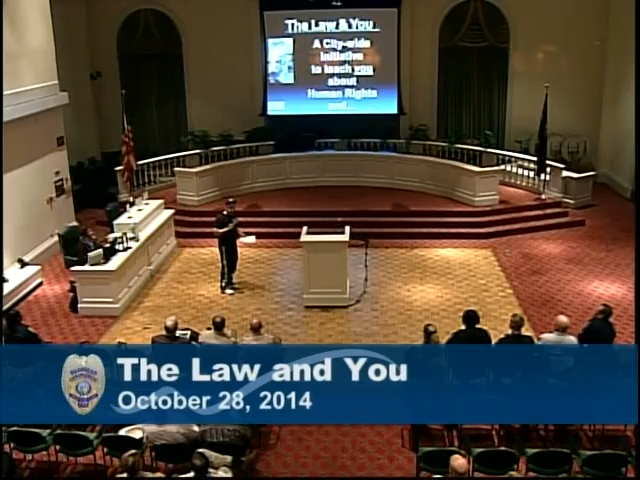 The Law & You
A City-wide
Initiative
to teach you
about
Human Rights
and...
The Law and You
October 28, 2014